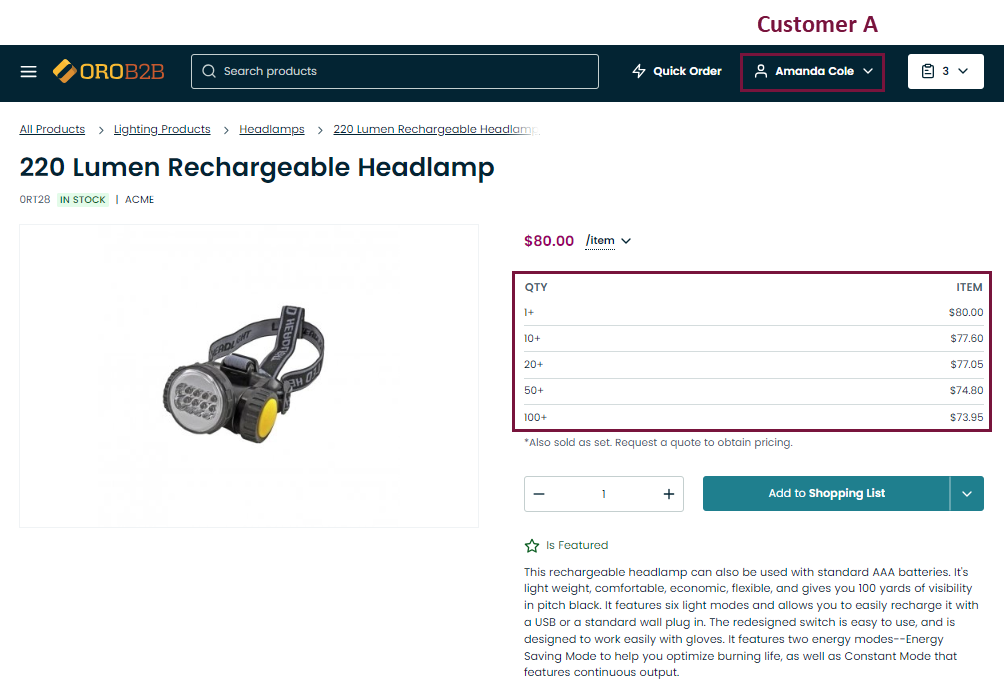 Customer A
OROB2B
Search products
Quick Order
Amanda Cole
3
All Products > Lighting Products > Headlamps > 220 Lumen Rechargeable Headlamp
220 Lumen Rechargeable Headlamp
0RT28 IN STOCK | ACME
$80.00 /item
QTY ITEM
1+ $80.00
10+ $77.60
20+ $77.05
50+ $74.80
100+ $73.95
*Also sold as set. Request a quote to obtain pricing.
1
Add to Shopping List
Is Featured
This rechargeable headlamp can also be used with standard AAA batteries. It's
light weight, comfortable, economic, flexible, and gives you 100 yards of visibility
in pitch black. It features six light modes and allows you to easily recharge it with
a USB or a standard wall plug in. The redesigned switch is easy to use, and is
designed to work easily with gloves. It features two energy modes--Energy
Saving Mode to help you optimize burning life, as well as Constant Mode that
features continuous output.